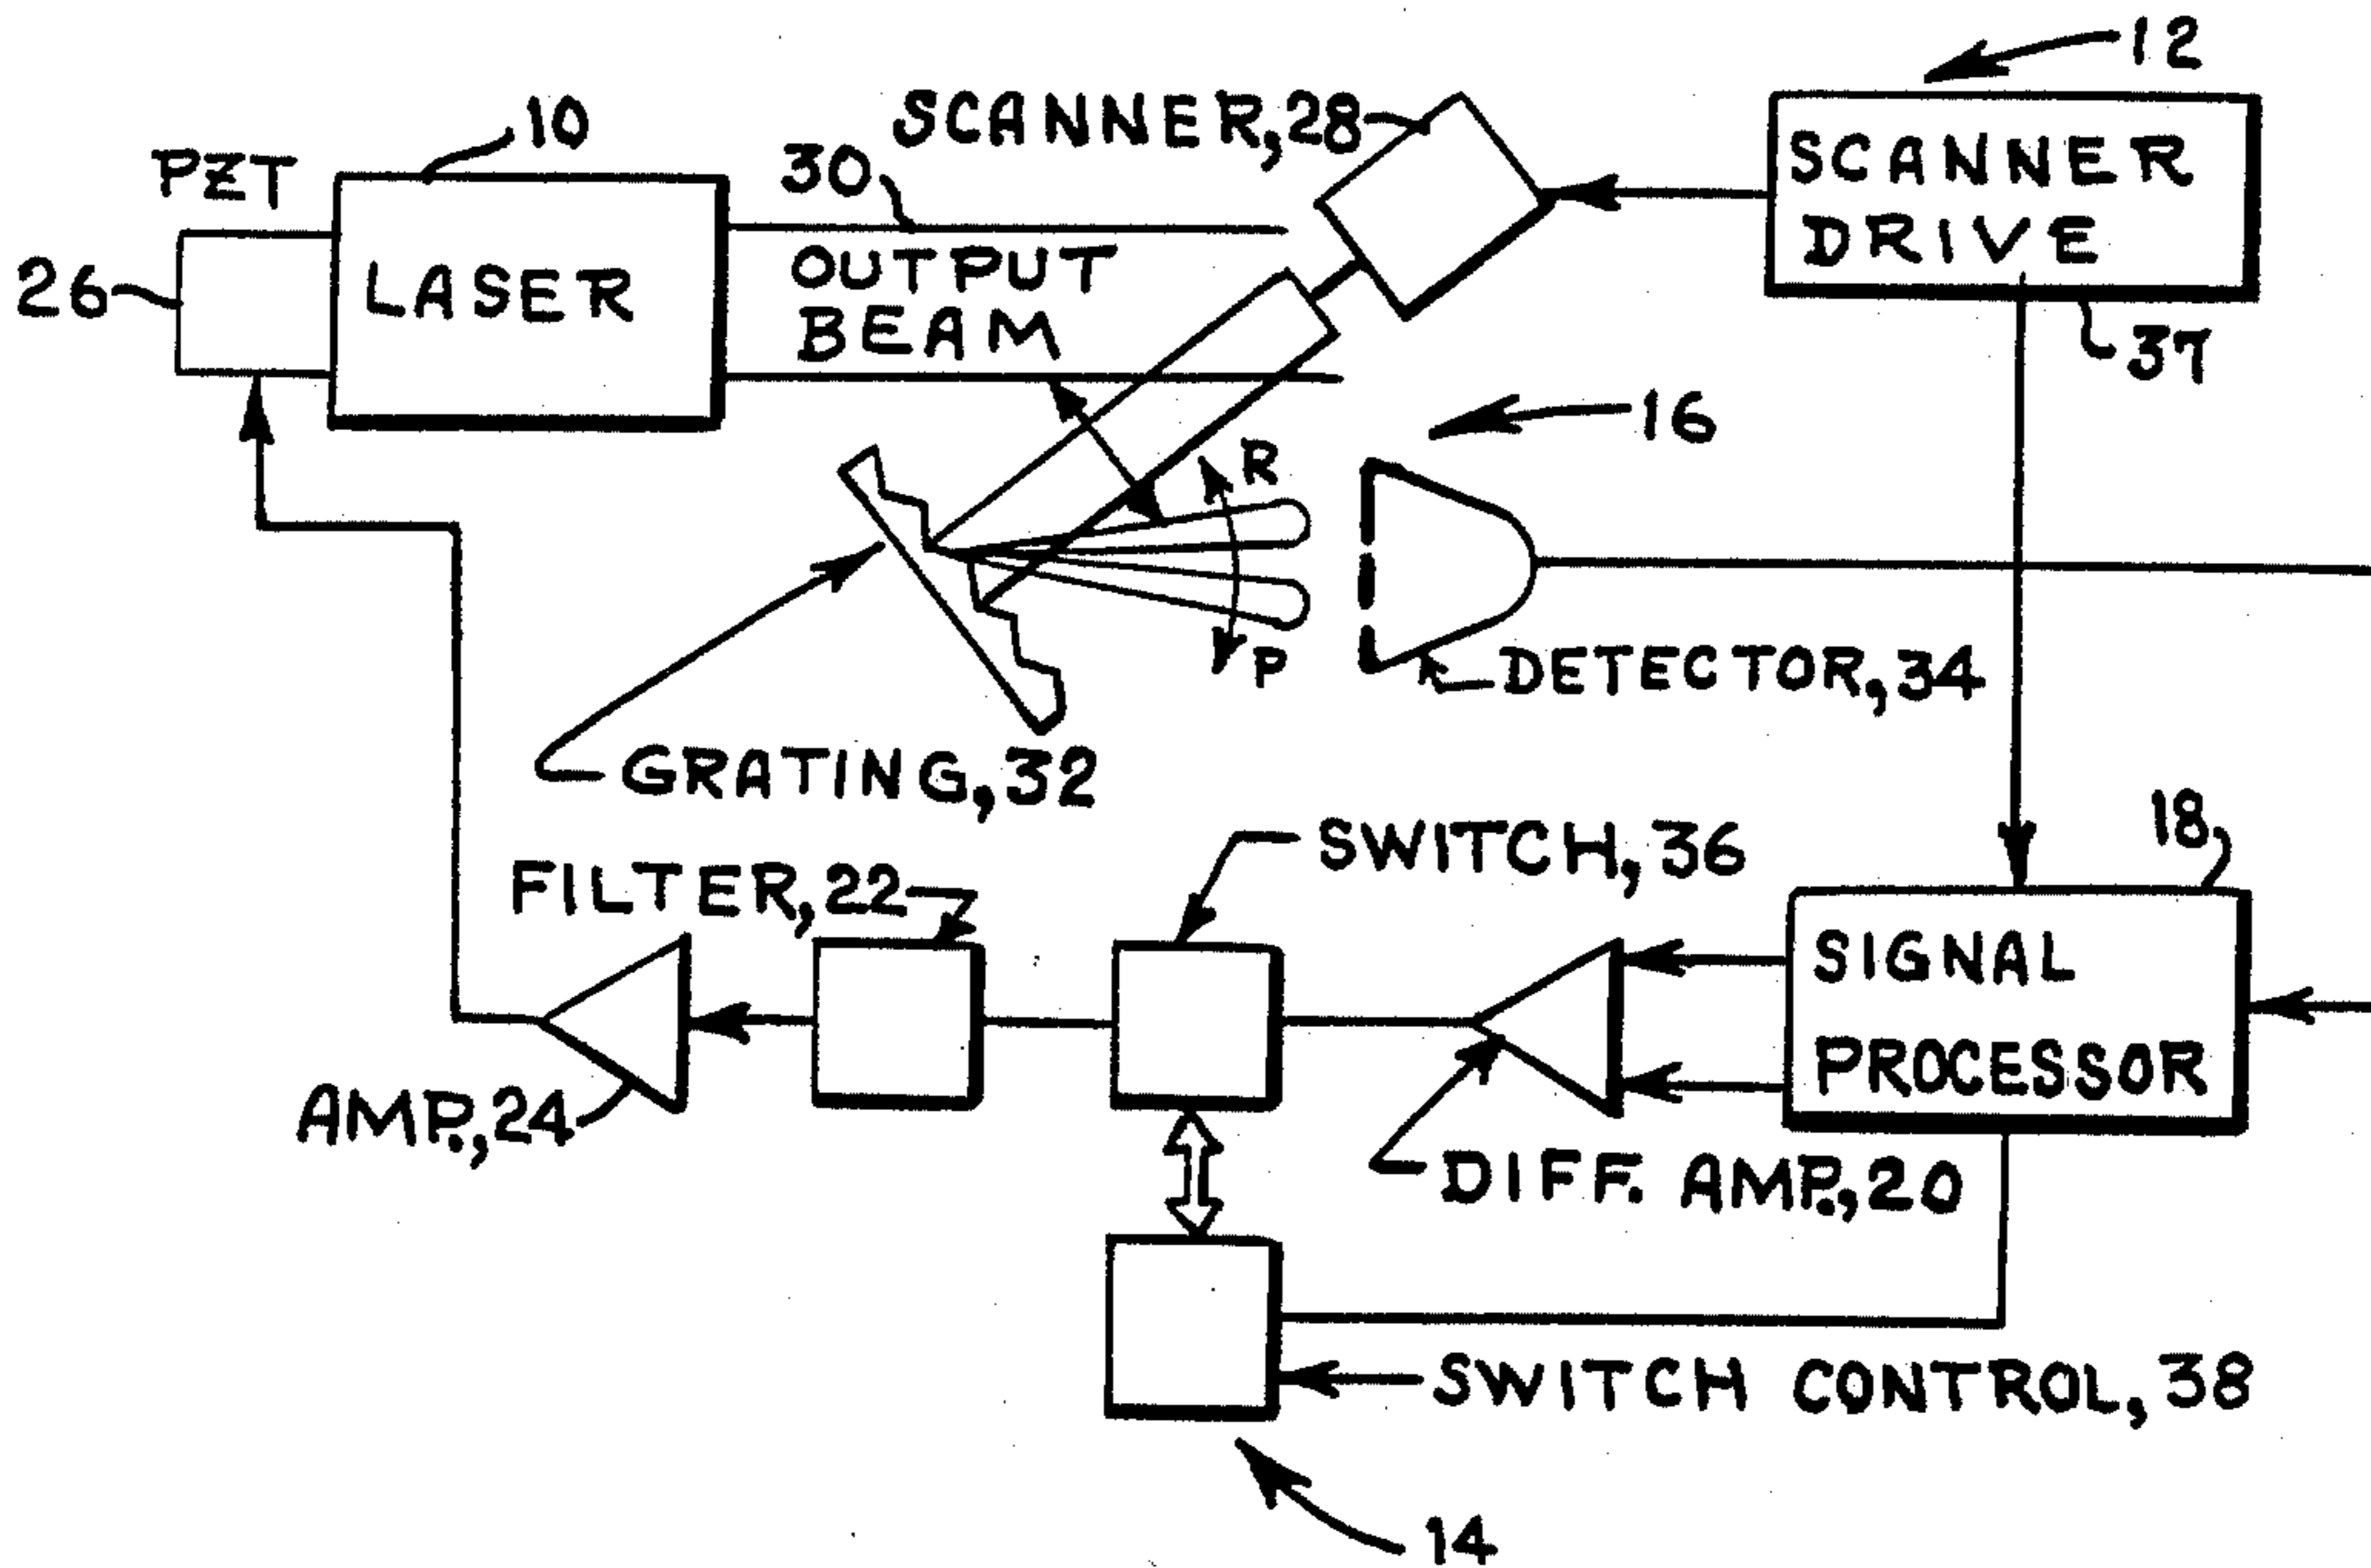 12
10
SCANNER, 28
PZT
30
SCANNER
DRIVE
26
LASER
OUTPUT
BEAM
37
16
R
P
DETECTOR, 34
GRATING, 32
18
SWITCH, 36
FILTER, 22
SIGNAL
PROCESSOR
AMP., 24
DIFF. AMP., 20
SWITCH CONTROL, 38
14